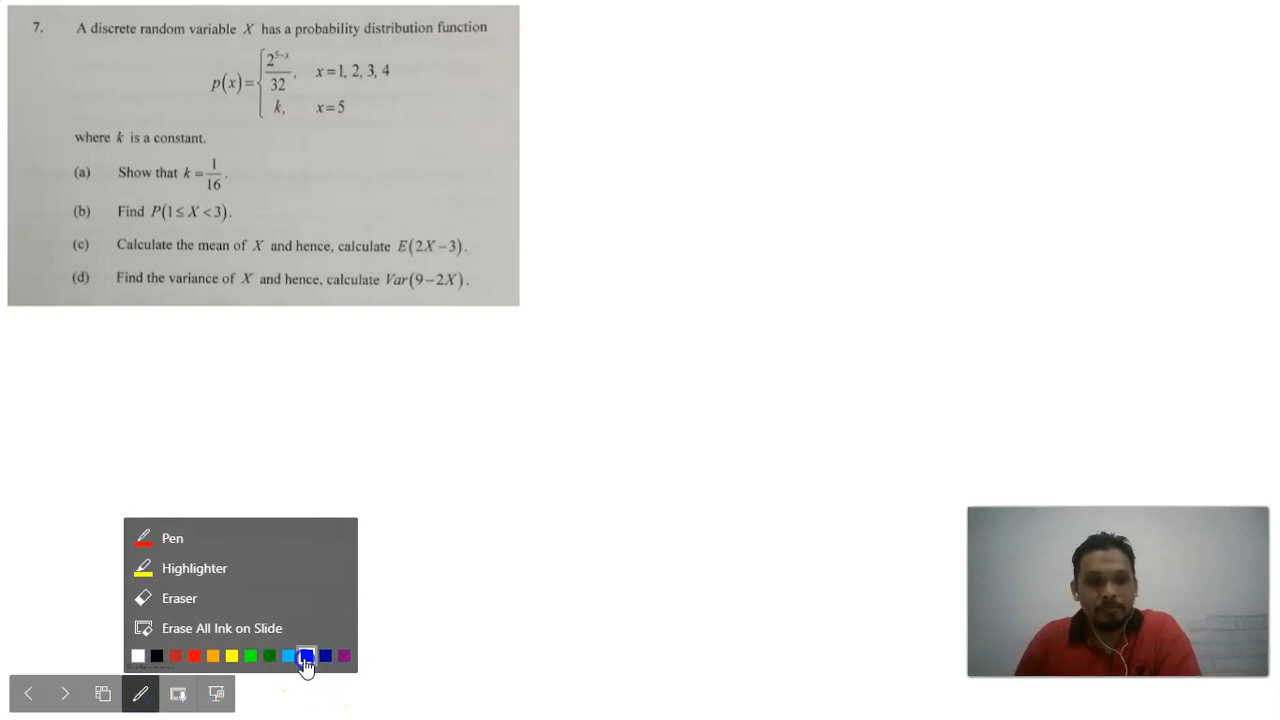 7. A discrete random variable X has a probability distribution function
p(x) = { 2^{5-x}/32, x = 1, 2, 3, 4
k, x = 5
where k is a constant.
(a) Show that k = 1/16.
(b) Find P(1 ≤ X < 3).
(c) Calculate the mean of X and hence, calculate E(2X − 3).
(d) Find the variance of X and hence, calculate Var(9 − 2X).
Pen
Highlighter
Eraser
Erase All Ink on Slide